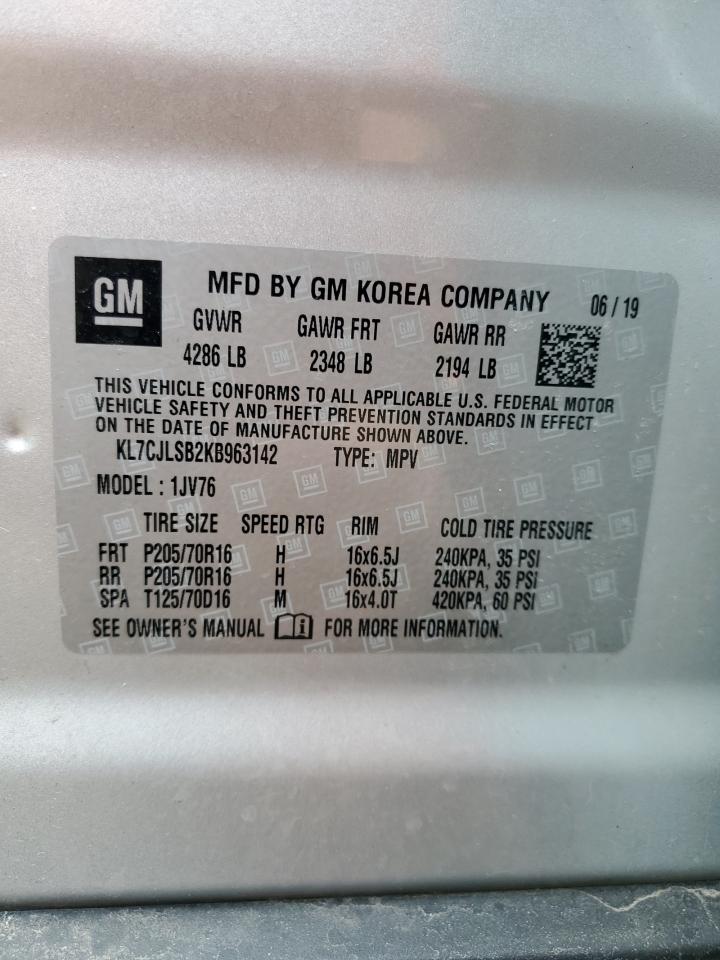 GM
MFD BY GM KOREA COMPANY 06 / 19
GVWR GAWR FRT GAWR RR
4286 LB 2348 LB 2194 LB
THIS VEHICLE CONFORMS TO ALL APPLICABLE U.S. FEDERAL MOTOR
VEHICLE SAFETY AND THEFT PREVENTION STANDARDS IN EFFECT
ON THE DATE OF MANUFACTURE SHOWN ABOVE.
KL7CJLSB2KB963142 TYPE: MPV
MODEL : 1JV76
TIRE SIZE SPEED RTG RIM COLD TIRE PRESSURE
FRT P205/70R16 H 16x6.5J 240KPA, 35 PSI
RR P205/70R16 H 16x6.5J 240KPA, 35 PSI
SPA T125/70D16 M 16x4.0T 420KPA, 60 PSI
SEE OWNER'S MANUAL i FOR MORE INFORMATION.